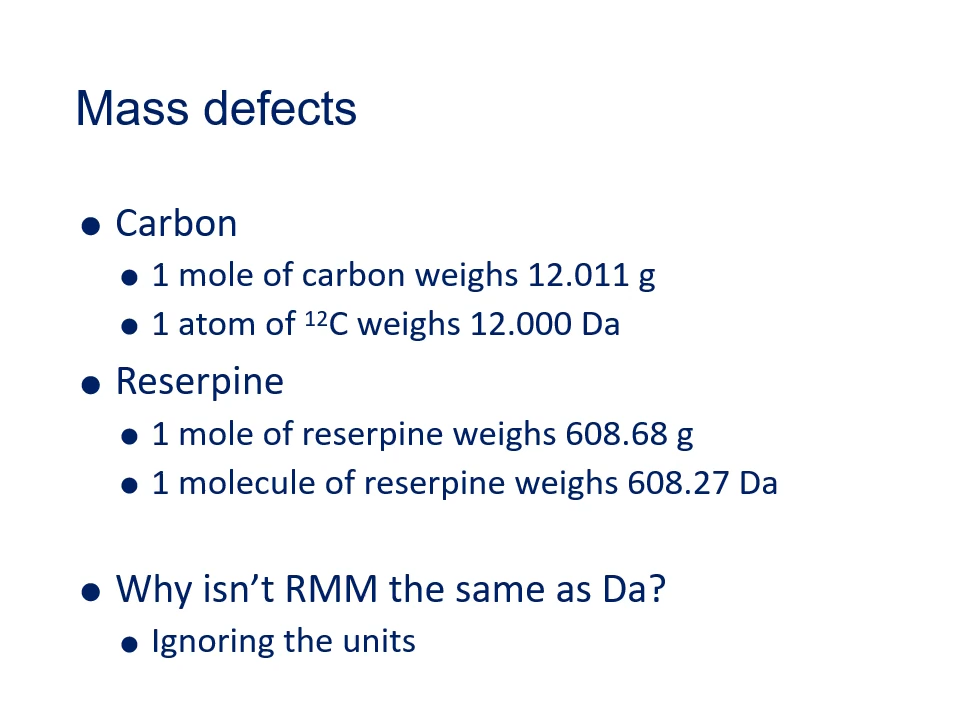 Mass defects
● Carbon
● 1 mole of carbon weighs 12.011 g
● 1 atom of ¹²C weighs 12.000 Da
● Reserpine
● 1 mole of reserpine weighs 608.68 g
● 1 molecule of reserpine weighs 608.27 Da
● Why isn’t RMM the same as Da?
● Ignoring the units